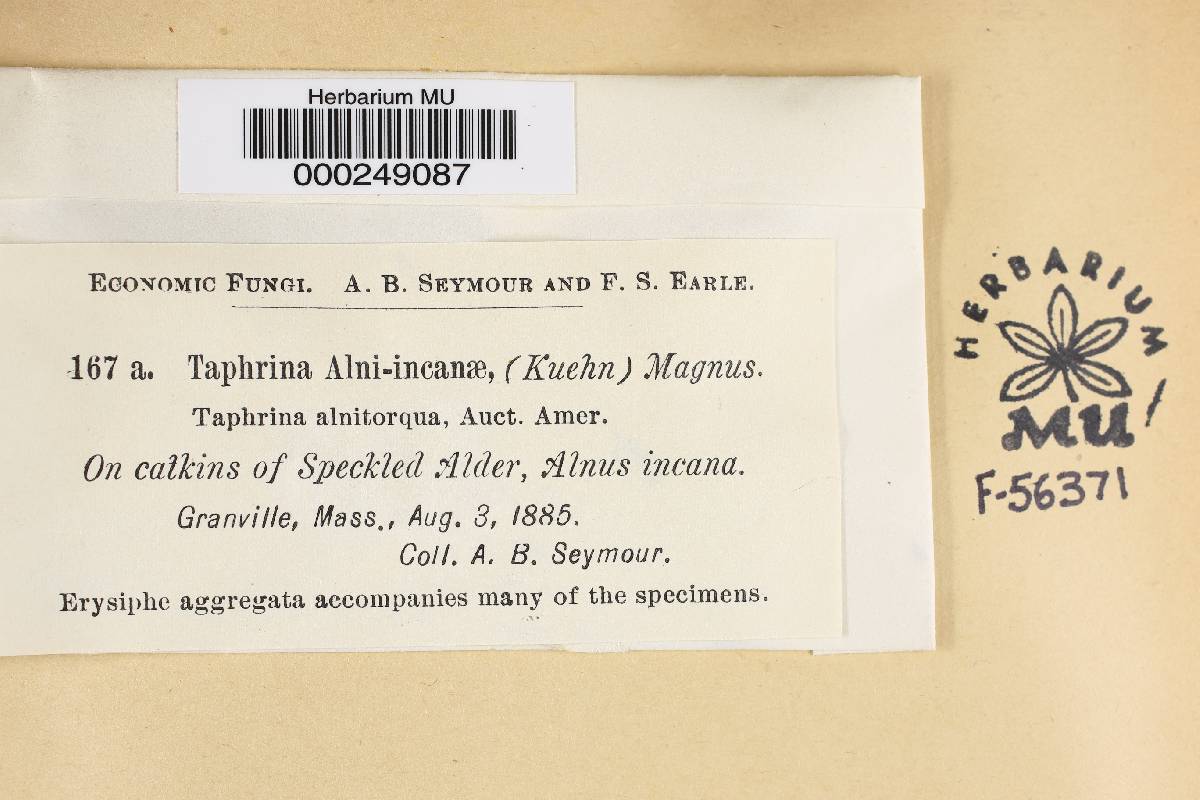 Herbarium MU
000249087
Economic Fungi. A. B. Seymour and F. S. Earle.
167 a. Taphrina Alni-incanæ, (Kuehn) Magnus.
Taphrina alnitorqua, Auct. Amer.
On catkins of Speckled Alder, Alnus incana.
Granville, Mass., Aug. 3, 1885.
Coll. A. B. Seymour.
Erysiphe aggregata accompanies many of the specimens.
HERBARIUM
MU
F-56371